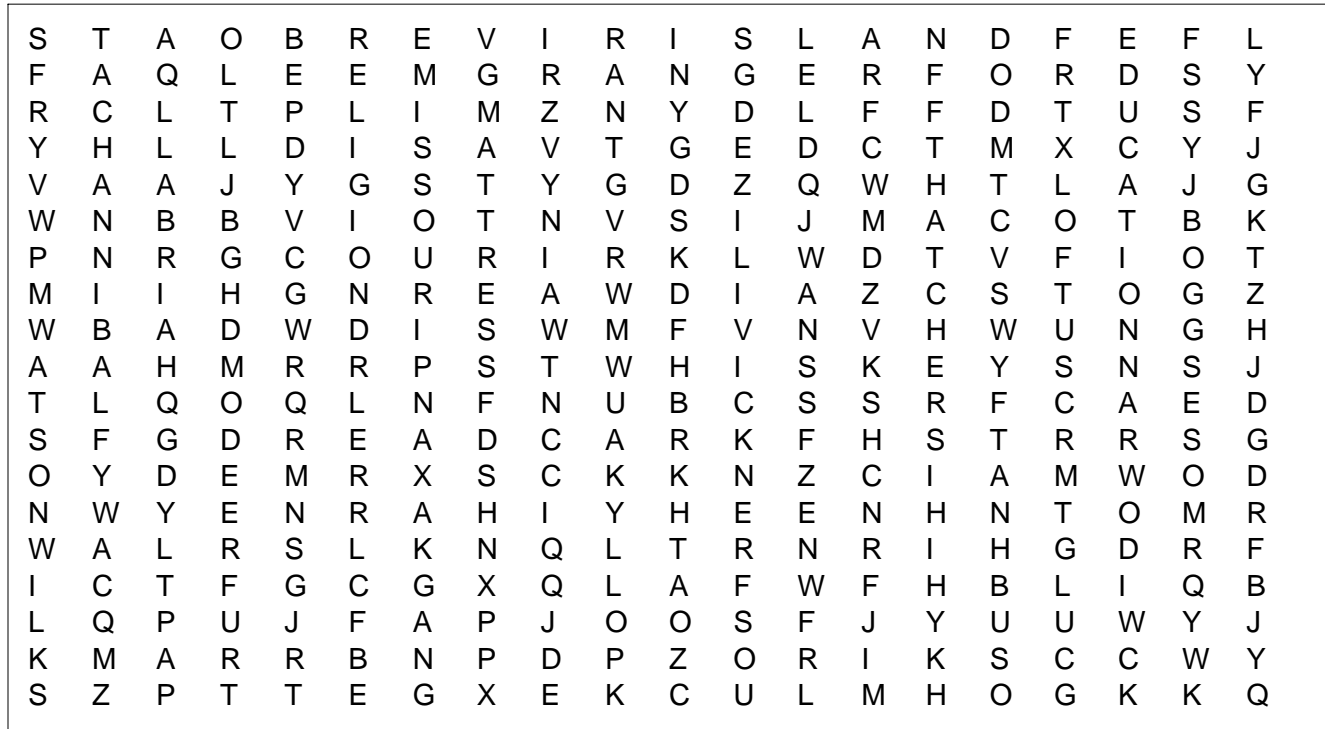 S T A O B R E V I R I S L A N D F E F L
F A Q L E E M G R A N G E R F O R D S Y
R C L T P L I M Z N Y D L F F D T U S F
Y H L L D I S A V T G E D C T M X C Y J
V A A J Y G S T Y G D Z Q W H T L A J G
W N B B V I O T N V S I J M A C O T B K
P N R G C O U R I R K L W D T V F I O T
M I I H G N R E A W D I A Z C S T O G Z
W B A D W D I S W M F V N V H W U N G H
A A H M R R P S T W H I S K E Y S N S J
T L Q O Q L N F N U B C S S R F C A E D
S F G D R E A D C A R K F H S T R R S G
O Y D E M R X S C K K N Z C I A M W O D
N W Y E N R A H I Y H E E N H N T O M R
W A L R S L K N Q L T R N R I H G D R F
I C T F G C G X Q L A F W F H B L I Q B
L Q P U J F A P J O O S F J Y U U W Y J
K M A R R B N P D P Z O R I K S C C W Y
S Z P T T E G X E K C U L M H O G K K Q